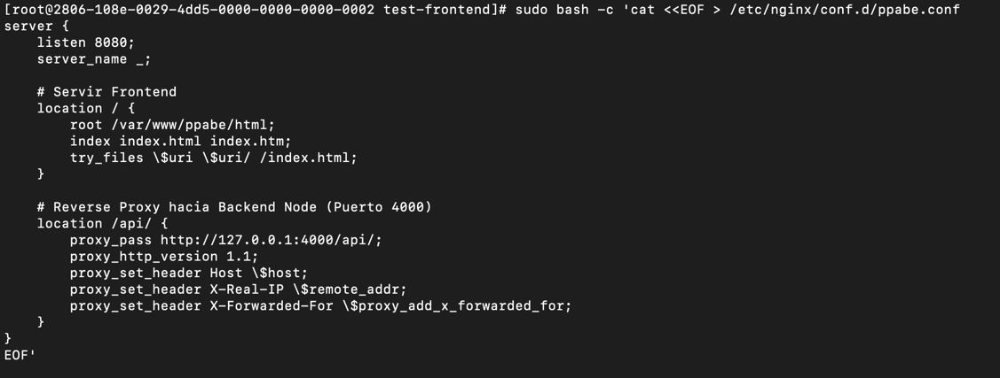 [root@2806-108e-0029-4dd5-0000-0000-0000-0002 test-frontend]# sudo bash -c 'cat <<EOF > /etc/nginx/conf.d/ppabe.conf
server {
    listen 8080;
    server_name _;

    # Servir Frontend
    location / {
        root /var/www/ppabe/html;
        index index.html index.htm;
        try_files \$uri \$uri/ /index.html;
    }

    # Reverse Proxy hacia Backend Node (Puerto 4000)
    location /api/ {
        proxy_pass http://127.0.0.1:4000/api/;
        proxy_http_version 1.1;
        proxy_set_header Host \$host;
        proxy_set_header X-Real-IP \$remote_addr;
        proxy_set_header X-Forwarded-For \$proxy_add_x_forwarded_for;
    }
}
EOF'